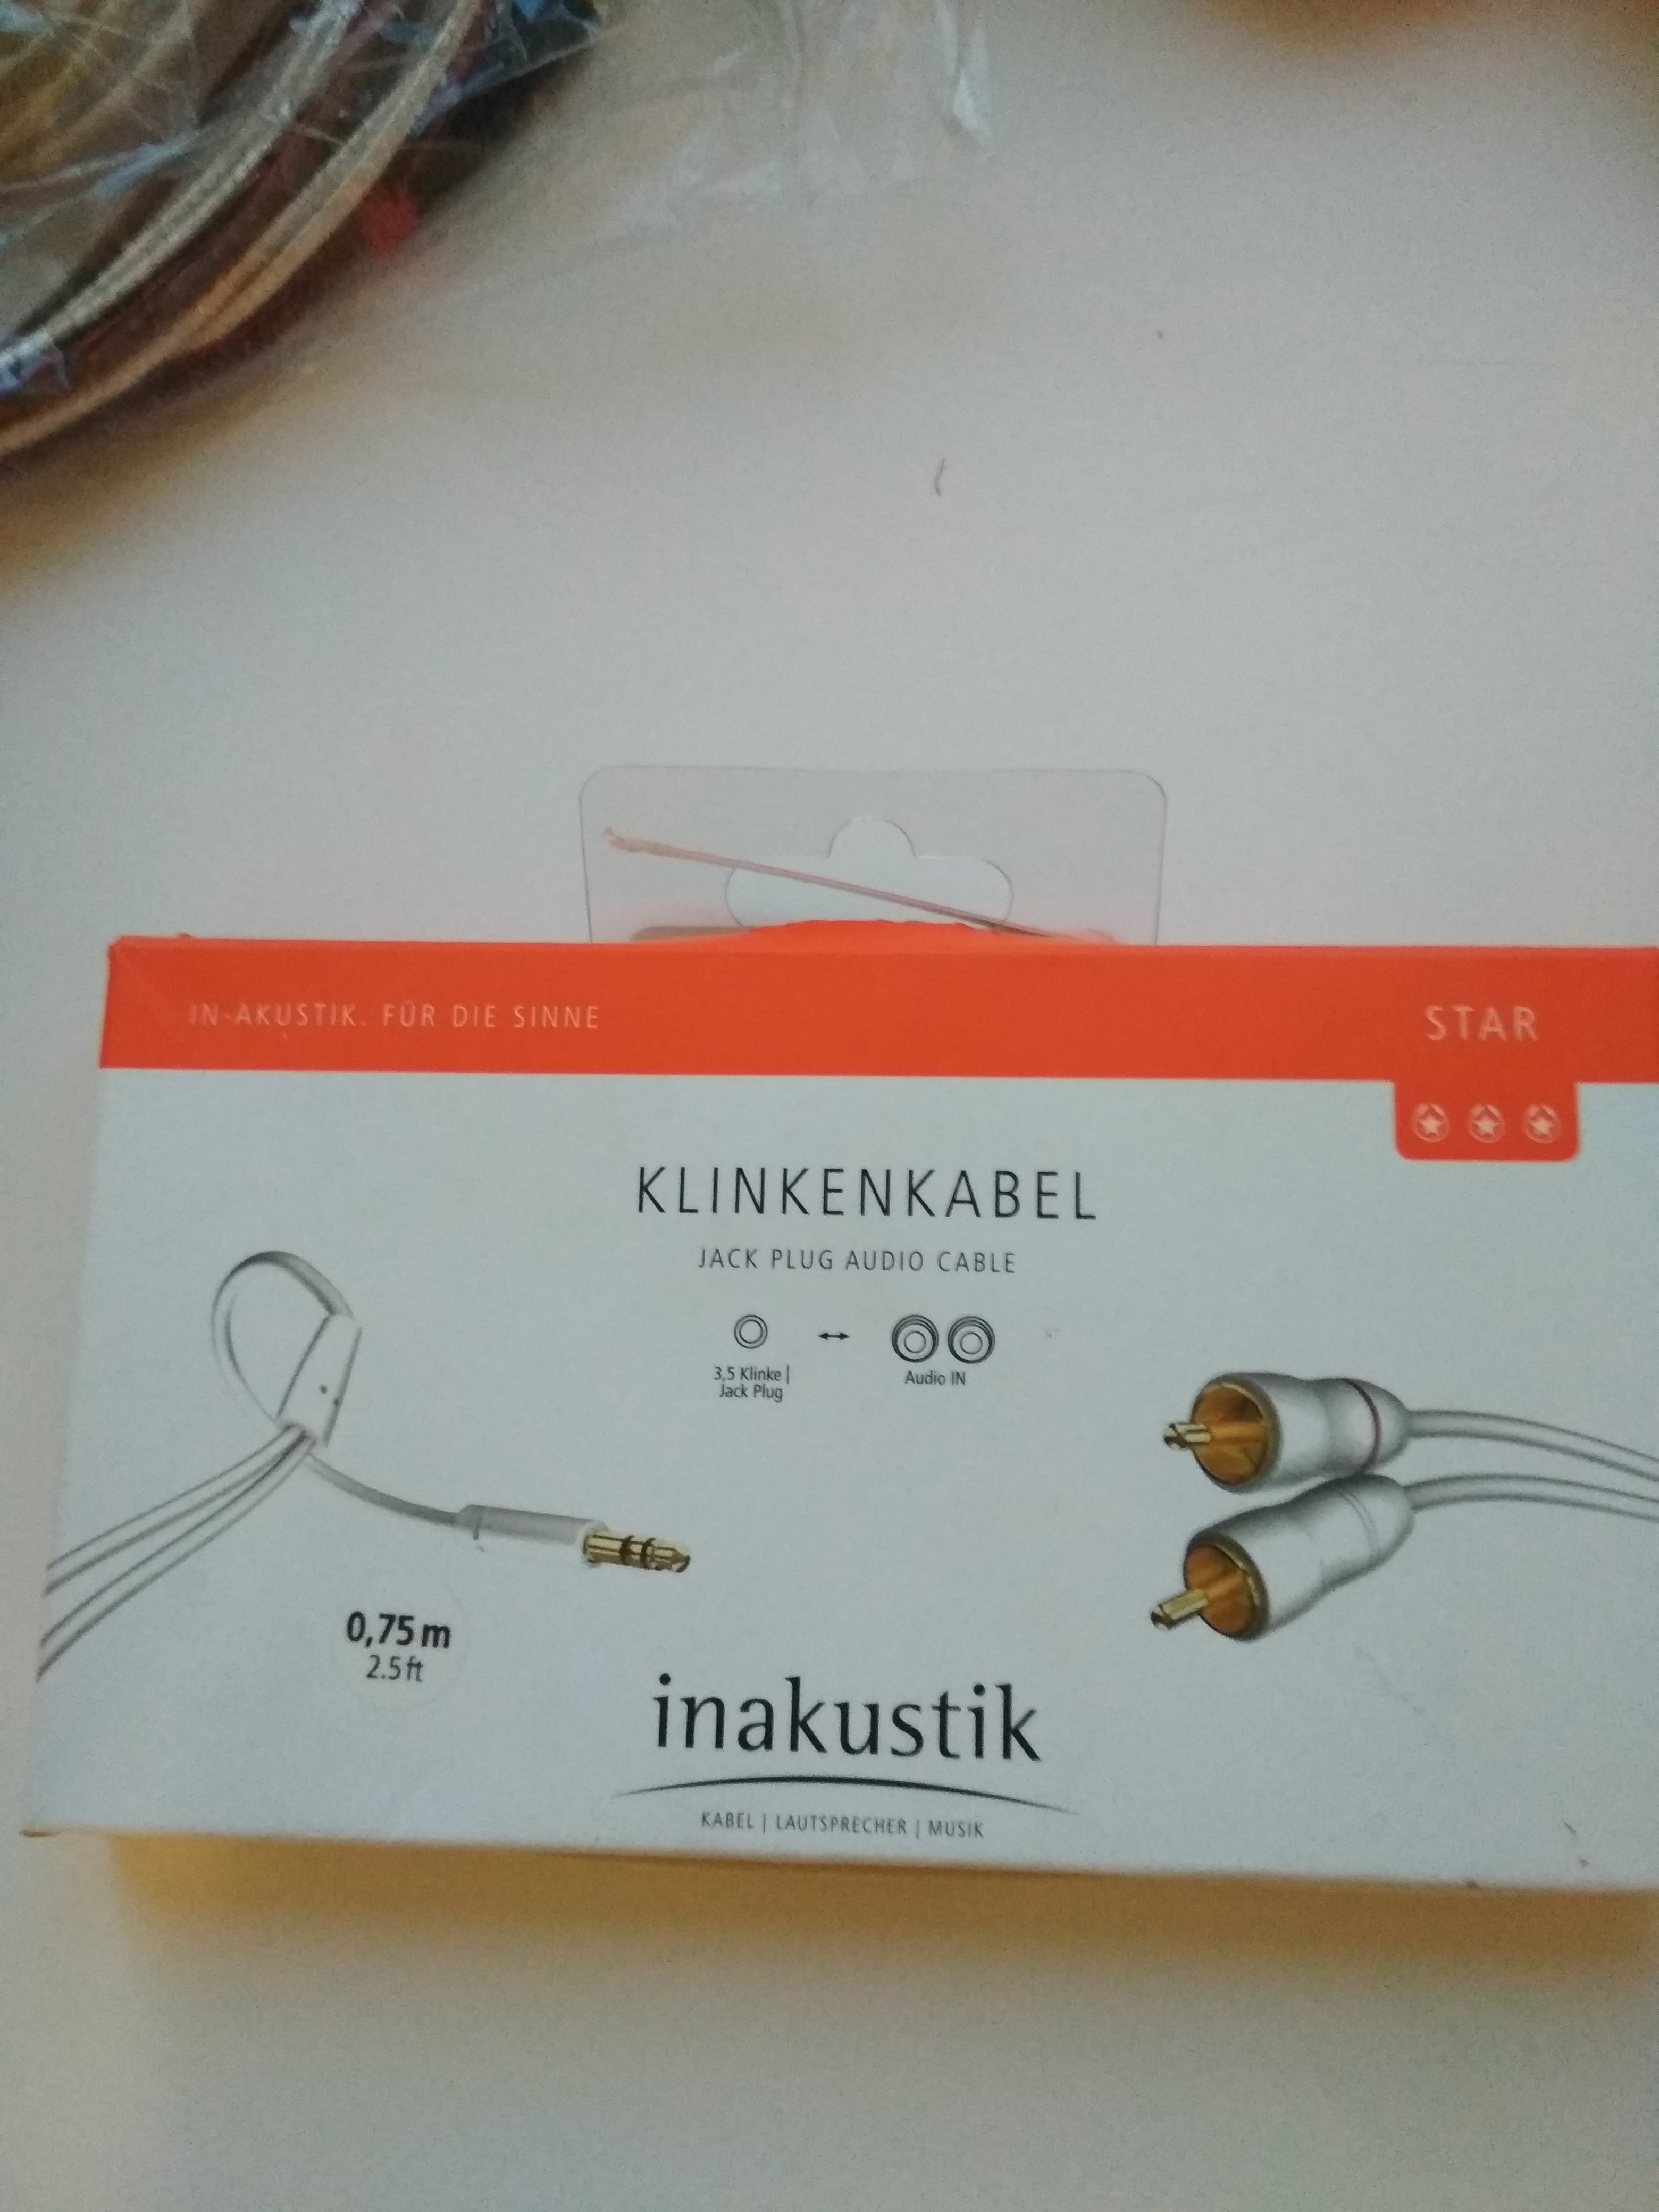 IN-AKUSTIK. FÜR DIE SINNE
STAR
KLINKENKABEL
JACK PLUG AUDIO CABLE
3,5 Klinke |
Jack Plug
Audio IN
0,75 m
2.5 ft
inakustik
KABEL | LAUTSPRECHER | MUSIK